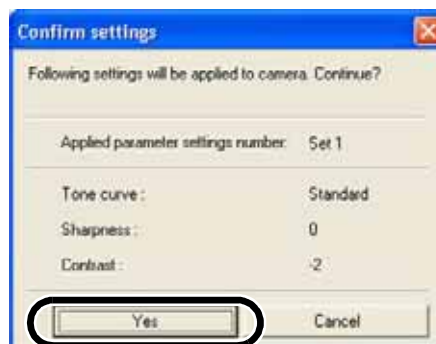 Confirm settings
Following settings will be applied to camera. Continue?
Applied parameter settings number: Set 1
Tone curve : Standard
Sharpness : 0
Contrast : -2
Yes Cancel